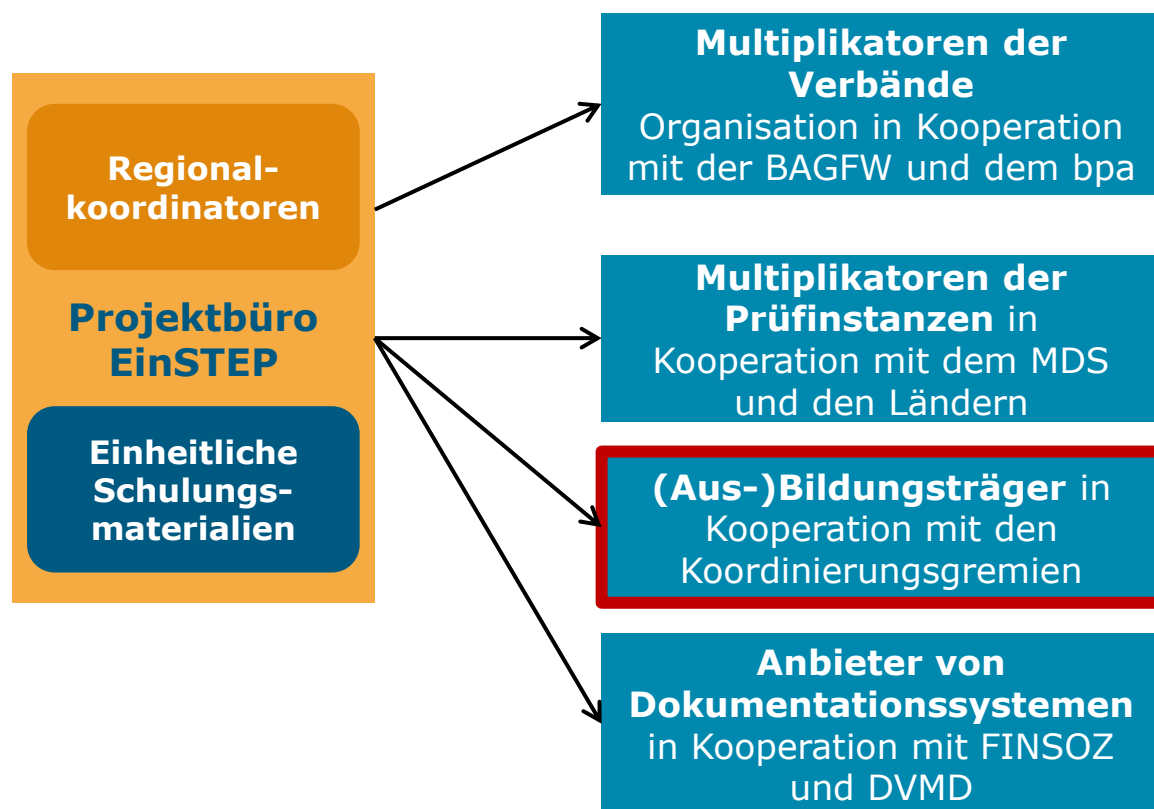 Regional-
koordinatoren
Projektbüro
EinSTEP
Einheitliche
Schulungs-
materialien
Multiplikatoren der
Verbände
Organisation in Kooperation
mit der BAGFW und dem bpa
Multiplikatoren der
Prüfinstanzen in
Kooperation mit dem MDS
und den Ländern
(Aus-)Bildungsträger in
Kooperation mit den
Koordinierungsgremien
Anbieter von
Dokumentationssystemen
in Kooperation mit FINSOZ
und DVMD